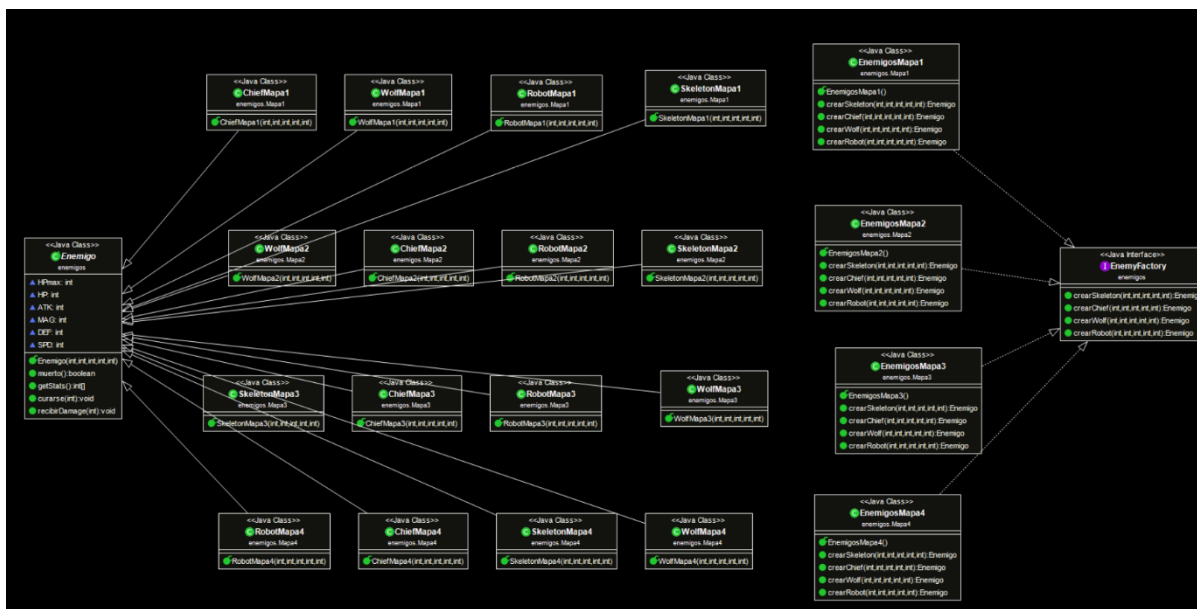 <<Java Class>>
ChiefMapa1
enemigos.Mapa1
ChiefMapa1(int,int,int,int,int)
<<Java Class>>
WolfMapa1
enemigos.Mapa1
WolfMapa1(int,int,int,int,int)
<<Java Class>>
RobotMapa1
enemigos.Mapa1
RobotMapa1(int,int,int,int,int)
<<Java Class>>
SkeletonMapa1
enemigos.Mapa1
SkeletonMapa1(int,int,int,int,int)
<<Java Class>>
EnemigosMapa1
enemigos.Mapa1
EnemigosMapa1()
crearSkeleton(int,int,int,int,int):Enemigo
crearChief(int,int,int,int,int):Enemigo
crearWolf(int,int,int,int,int):Enemigo
crearRobot(int,int,int,int,int):Enemigo
<<Java Class>>
Enemigo
enemigos
HPmax: int
HP: int
ATK: int
MAG: int
DEF: int
SPD: int
Enemigo(int,int,int,int,int)
muerto():boolean
getStats():int[]
curarse(int):void
recibirDamage(int):void
<<Java Class>>
WolfMapa2
enemigos.Mapa2
WolfMapa2(int,int,int,int,int)
<<Java Class>>
ChiefMapa2
enemigos.Mapa2
ChiefMapa2(int,int,int,int,int)
<<Java Class>>
RobotMapa2
enemigos.Mapa2
RobotMapa2(int,int,int,int,int)
<<Java Class>>
SkeletonMapa2
enemigos.Mapa2
SkeletonMapa2(int,int,int,int,int)
<<Java Class>>
EnemigosMapa2
enemigos.Mapa2
EnemigosMapa2()
crearSkeleton(int,int,int,int,int):Enemigo
crearChief(int,int,int,int,int):Enemigo
crearWolf(int,int,int,int,int):Enemigo
crearRobot(int,int,int,int,int):Enemigo
<<Java Interface>>
EnemyFactory
enemigos
crearSkeleton(int,int,int,int,int):Enemigo
crearChief(int,int,int,int,int):Enemigo
crearWolf(int,int,int,int,int):Enemigo
crearRobot(int,int,int,int,int):Enemigo
<<Java Class>>
SkeletonMapa3
enemigos.Mapa3
SkeletonMapa3(int,int,int,int,int)
<<Java Class>>
ChiefMapa3
enemigos.Mapa3
ChiefMapa3(int,int,int,int,int)
<<Java Class>>
RobotMapa3
enemigos.Mapa3
RobotMapa3(int,int,int,int,int)
<<Java Class>>
WolfMapa3
enemigos.Mapa3
WolfMapa3(int,int,int,int,int)
<<Java Class>>
EnemigosMapa3
enemigos.Mapa3
EnemigosMapa3()
crearSkeleton(int,int,int,int,int):Enemigo
crearChief(int,int,int,int,int):Enemigo
crearWolf(int,int,int,int,int):Enemigo
crearRobot(int,int,int,int,int):Enemigo
<<Java Class>>
RobotMapa4
enemigos.Mapa4
RobotMapa4(int,int,int,int,int)
<<Java Class>>
ChiefMapa4
enemigos.Mapa4
ChiefMapa4(int,int,int,int,int)
<<Java Class>>
SkeletonMapa4
enemigos.Mapa4
SkeletonMapa4(int,int,int,int,int)
<<Java Class>>
WolfMapa4
enemigos.Mapa4
WolfMapa4(int,int,int,int,int)
<<Java Class>>
EnemigosMapa4
enemigos.Mapa4
EnemigosMapa4()
crearSkeleton(int,int,int,int,int):Enemigo
crearChief(int,int,int,int,int):Enemigo
crearWolf(int,int,int,int,int):Enemigo
crearRobot(int,int,int,int,int):Enemigo